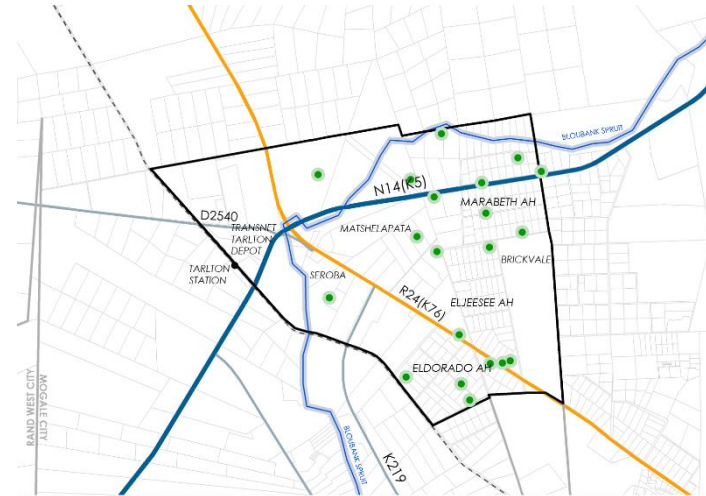 BLOUBANK SPRUIT
N14(K5)
MARABETH AH
D2540
TRANSNET
TARLTON
DEPOT
MATSHELAPATA
BRICKVALE
TARLTON
STATION
SEROBA
R24(K76)
ELJEESEE AH
ELDORADO AH
RAND WEST CITY
MOGALE CITY
BLOUBANK SPRUIT
K219